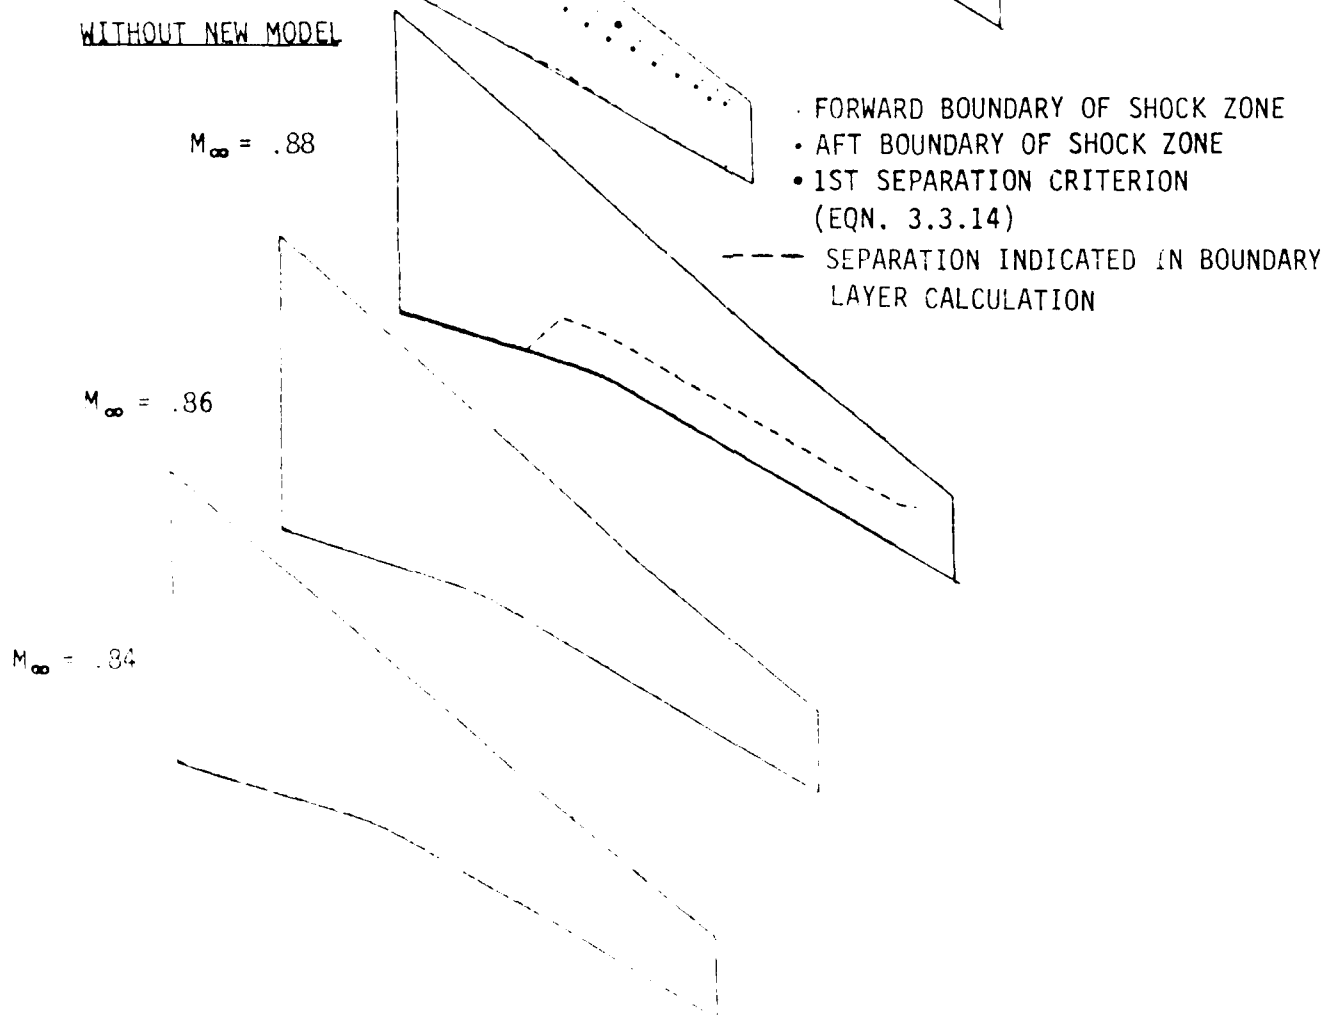 WITHOUT NEW MODEL
M∞ = .88
· FORWARD BOUNDARY OF SHOCK ZONE
• AFT BOUNDARY OF SHOCK ZONE
• 1ST SEPARATION CRITERION
(EQN. 3.3.14)
--- SEPARATION INDICATED IN BOUNDARY
LAYER CALCULATION
M∞ = .86
M∞ = .84